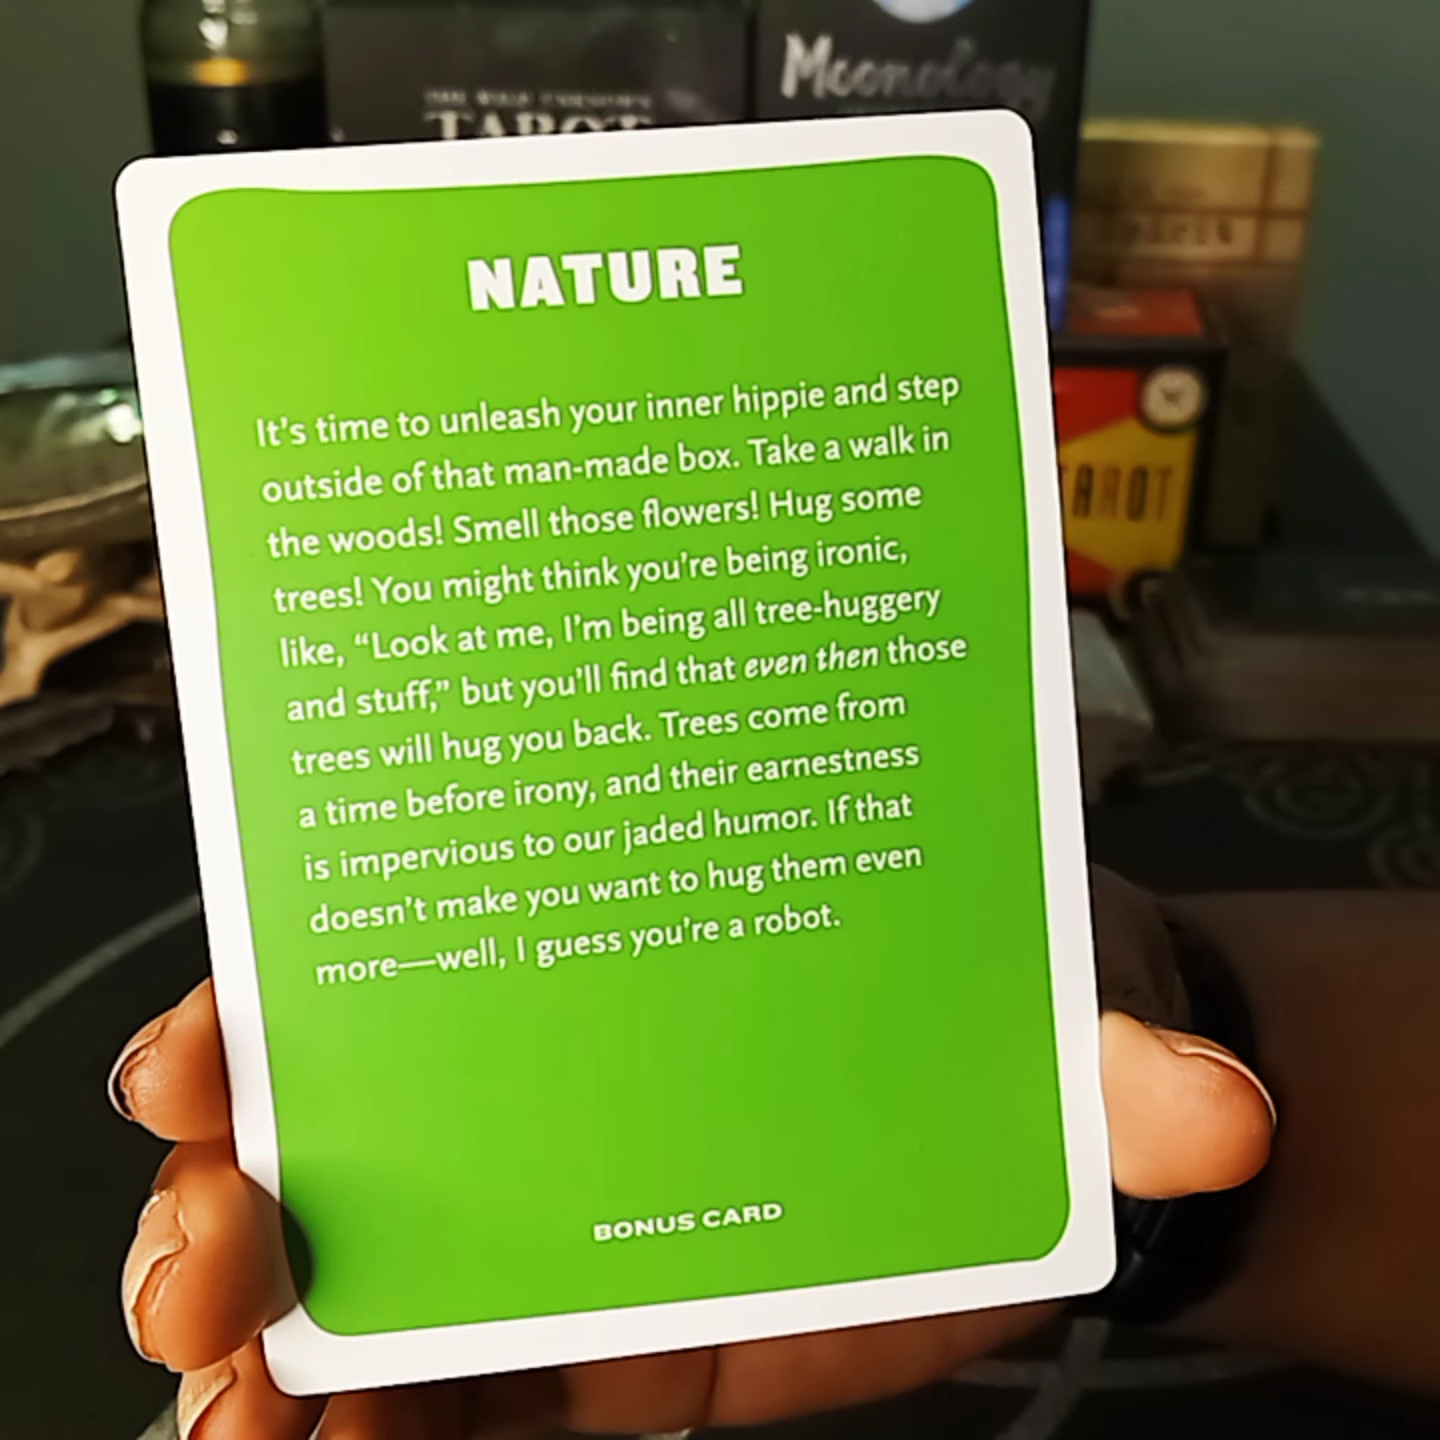 Moonology
TAROT
NATURE
It's time to unleash your inner hippie and step
outside of that man-made box. Take a walk in
the woods! Smell those flowers! Hug some
trees! You might think you're being ironic,
like, “Look at me, I'm being all tree-huggery
and stuff,” but you'll find that even then those
trees will hug you back. Trees come from
a time before irony, and their earnestness
is impervious to our jaded humor. If that
doesn't make you want to hug them even
more—well, I guess you're a robot.
BONUS CARD
TAROT